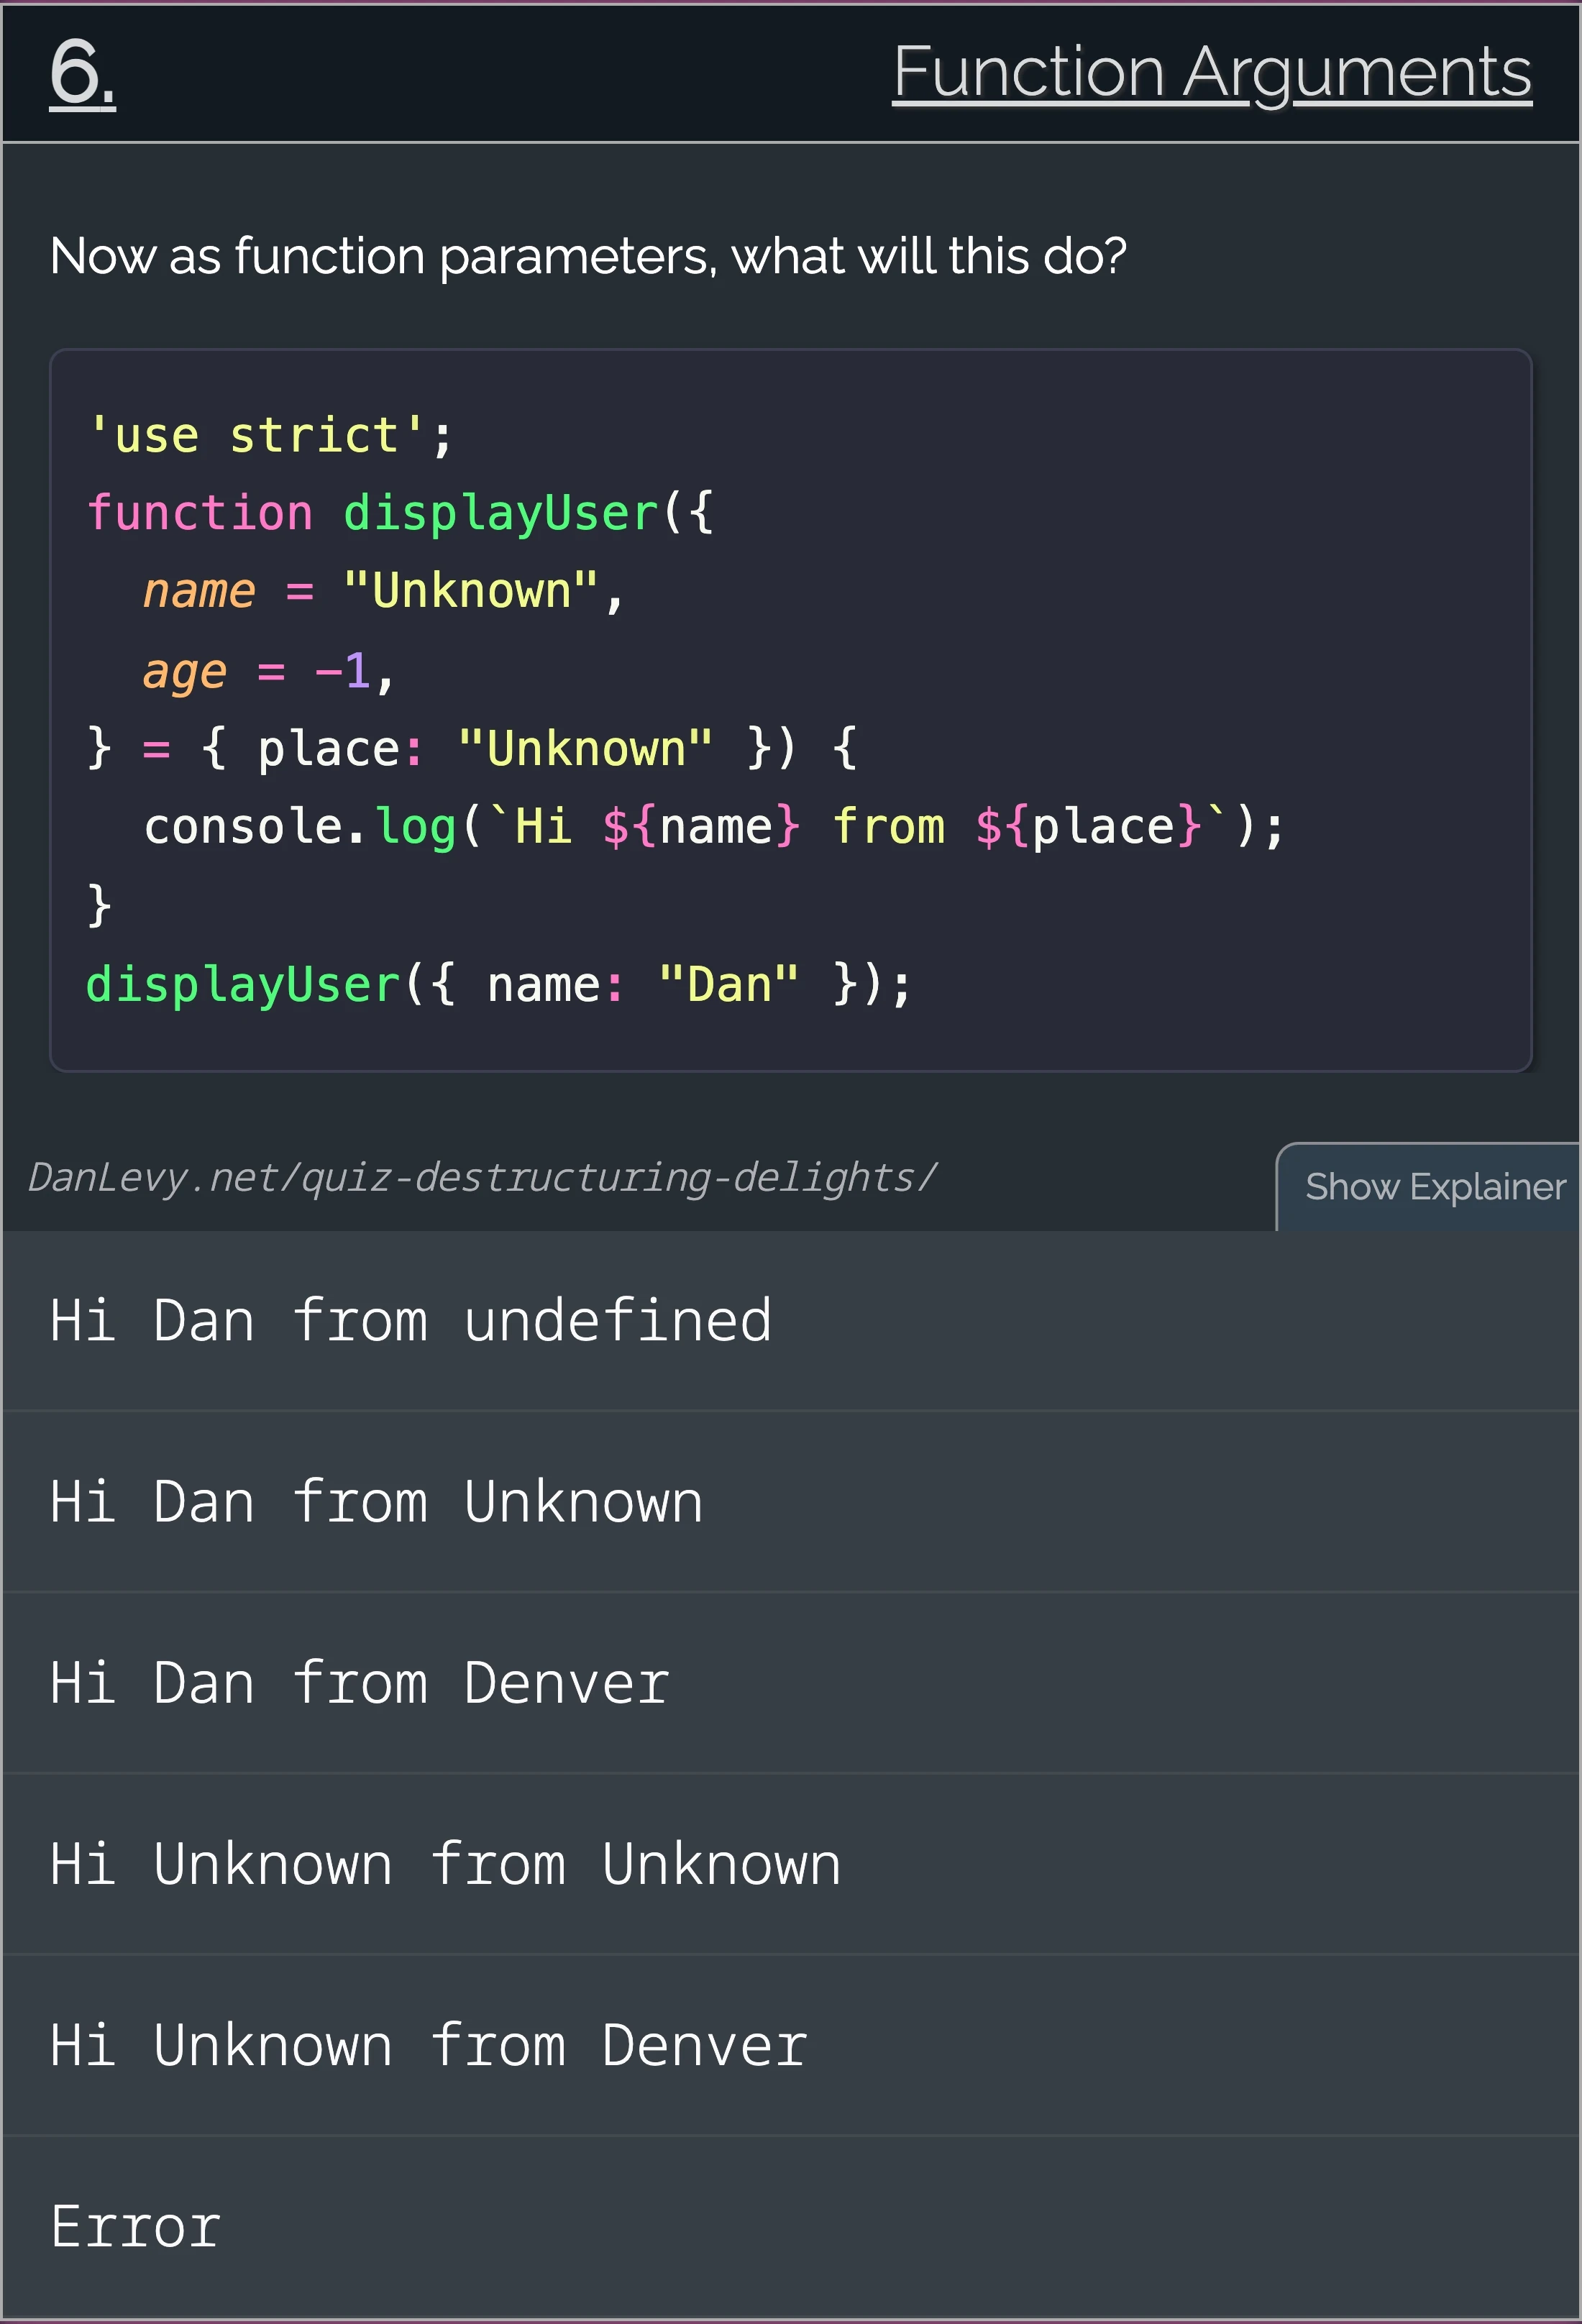 6.
Function Arguments
Now as function parameters, what will this do?
'use strict';
function displayUser({
  name = "Unknown",
  age = -1,
} = { place: "Unknown" }) {
  console.log(`Hi ${name} from ${place}`);
}
displayUser({ name: "Dan" });
DanLevy.net/quiz-destructuring-delights/
Show Explainer
Hi Dan from undefined
Hi Dan from Unknown
Hi Dan from Denver
Hi Unknown from Unknown
Hi Unknown from Denver
Error